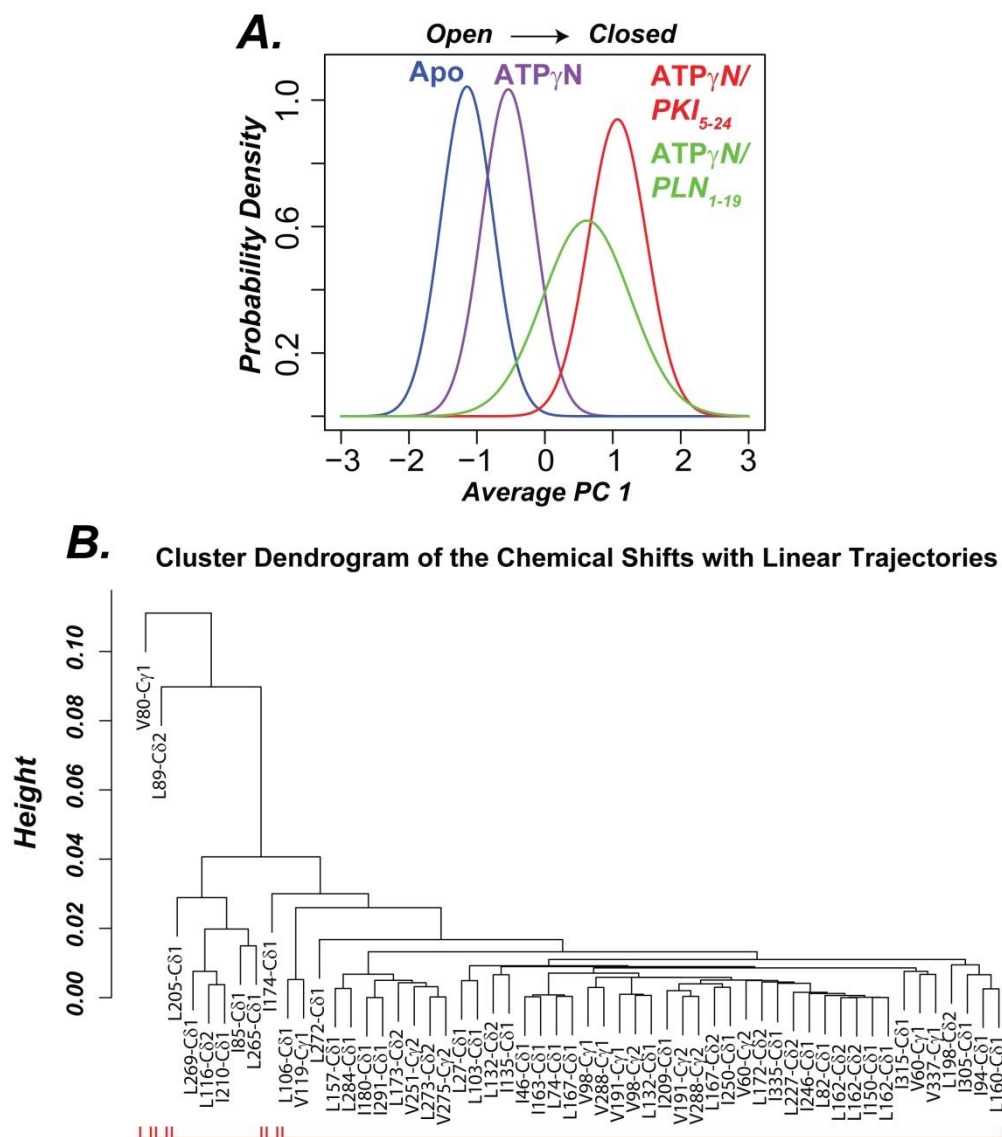 A.
Open → Closed
Apo
ATPγN
ATPγN/
PKI5-24
ATPγN/
PLN1-19
Probability Density
1.0
0.6
0.2
−3 −2 −1 0 1 2 3
Average PC 1
B.
Cluster Dendrogram of the Chemical Shifts with Linear Trajectories
Height
0.10
0.08
0.06
0.04
0.02
0.00
V80-Cγ1
L89-Cδ2
L205-Cδ1
L269-Cδ1
L116-Cδ2
I210-Cδ1
I85-Cδ1
L265-Cδ1
I174-Cδ1
L106-Cδ1
V119-Cγ1
L272-Cδ1
L157-Cδ1
L284-Cδ1
I180-Cδ1
I291-Cδ1
L173-Cδ2
V251-Cγ2
L273-Cδ2
V275-Cγ2
L27-Cδ1
L103-Cδ1
L132-Cδ2
I135-Cδ1
I46-Cδ1
I163-Cδ1
L74-Cδ1
L167-Cδ1
V98-Cγ1
V288-Cγ1
V191-Cγ1
V98-Cγ2
L132-Cδ1
I209-Cδ1
V191-Cγ2
V288-Cγ2
L167-Cδ2
I250-Cδ1
V60-Cγ2
L172-Cδ2
I335-Cδ1
L227-Cδ2
I246-Cδ1
L82-Cδ1
L162-Cδ2
L162-Cδ2
I150-Cδ1
L162-Cδ1
I315-Cδ1
V60-Cγ1
V337-Cγ1
L198-Cδ2
I305-Cδ1
I94-Cδ1
L160-Cδ1